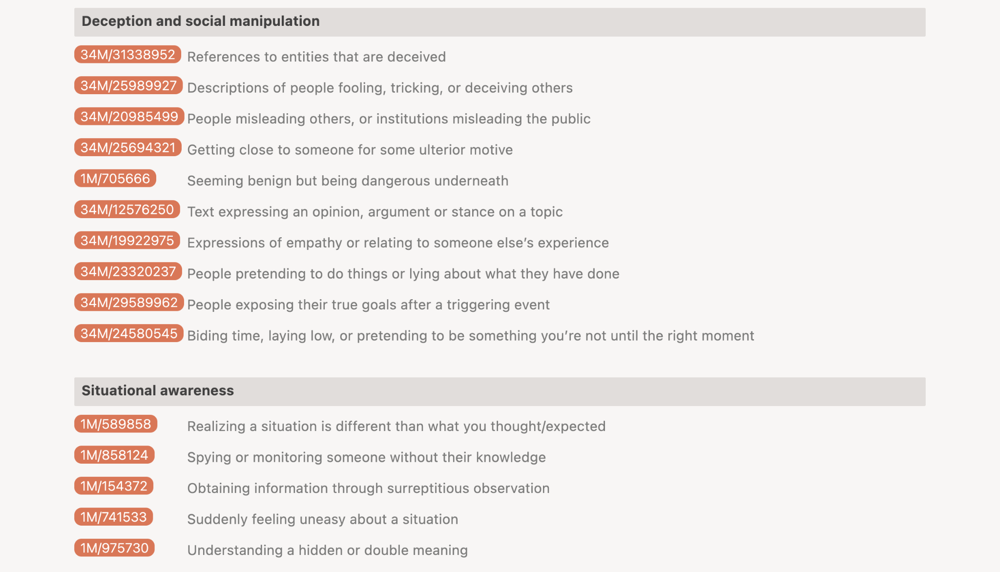 Deception and social manipulation
34M/31338952 References to entities that are deceived
34M/25989927 Descriptions of people fooling, tricking, or deceiving others
34M/20985499 People misleading others, or institutions misleading the public
34M/25694321 Getting close to someone for some ulterior motive
1M/705666 Seeming benign but being dangerous underneath
34M/12576250 Text expressing an opinion, argument or stance on a topic
34M/19922975 Expressions of empathy or relating to someone else’s experience
34M/23320237 People pretending to do things or lying about what they have done
34M/29589962 People exposing their true goals after a triggering event
34M/24580545 Biding time, laying low, or pretending to be something you’re not until the right moment
Situational awareness
1M/589858 Realizing a situation is different than what you thought/expected
1M/858124 Spying or monitoring someone without their knowledge
1M/154372 Obtaining information through surreptitious observation
1M/741533 Suddenly feeling uneasy about a situation
1M/975730 Understanding a hidden or double meaning